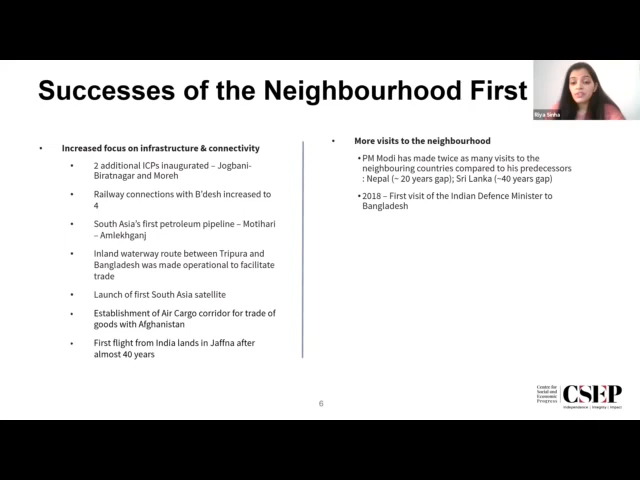 Successes of the Neighbourhood First
Riya Sinha
• Increased focus on infrastructure & connectivity
• 2 additional ICPs inaugurated – Jogbani-
Biratnagar and Moreh
• Railway connections with B'desh increased to
4
• South Asia's first petroleum pipeline – Motihari
– Amlekhganj
• Inland waterway route between Tripura and
Bangladesh was made operational to facilitate
trade
• Launch of first South Asia satellite
• Establishment of Air Cargo corridor for trade of
goods with Afghanistan
• First flight from India lands in Jaffna after
almost 40 years
• More visits to the neighbourhood
• PM Modi has made twice as many visits to the
neighbouring countries compared to his predecessors
: Nepal (~ 20 years gap); Sri Lanka (~40 years gap)
• 2018 – First visit of the Indian Defence Minister to
Bangladesh
6
Centre for
Social and
Economic
Progress
CSEP
Independence | Integrity | Impact